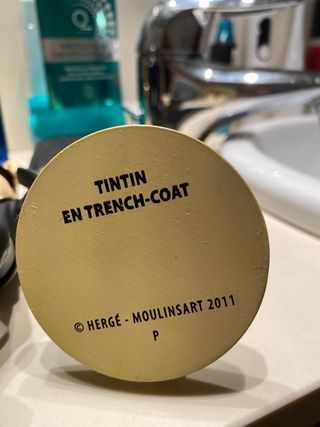 TINTIN
EN TRENCH-COAT
© HERGÉ - MOULINSART 2011
P